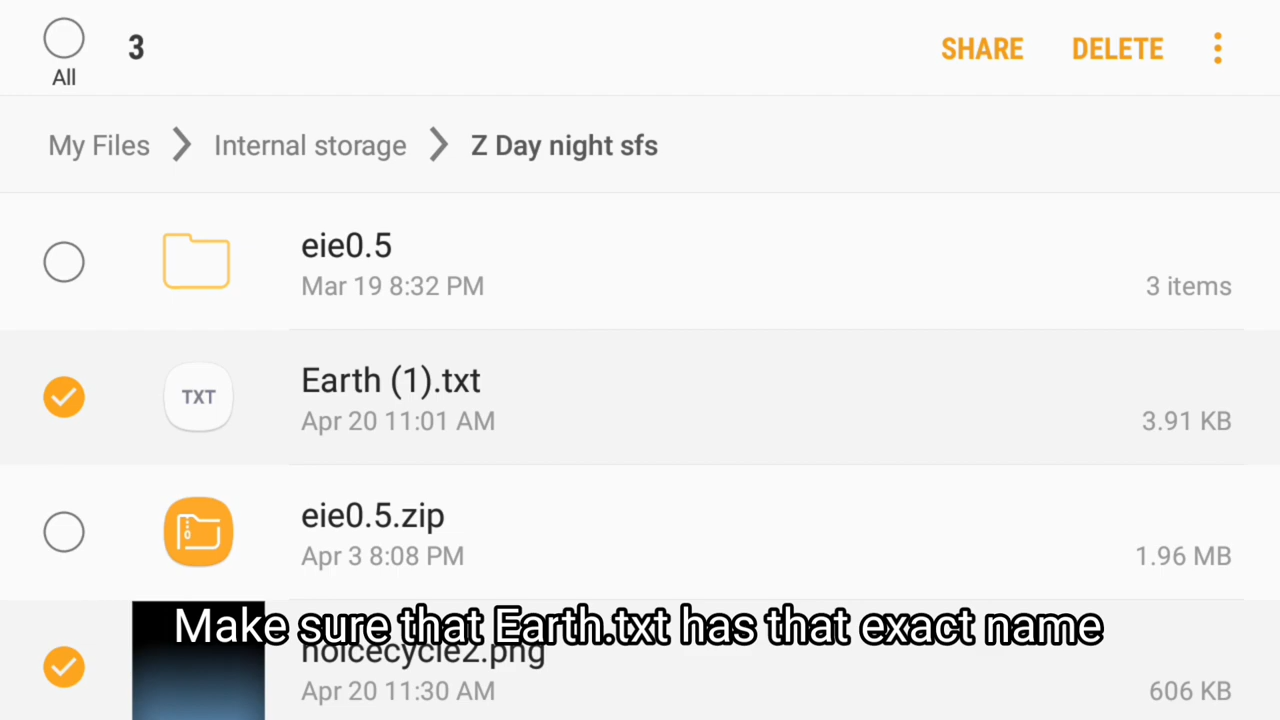 3
SHARE
DELETE
All
My Files
Internal storage
Z Day night sfs
eie0.5
Mar 19 8:32 PM
3 items
Earth (1).txt
TXT
Apr 20 11:01 AM
3.91 KB
eie0.5.zip
Apr 3 8:08 PM
1.96 MB
Make sure that Earth.txt has that exact name
noicecycle2.png
Apr 20 11:30 AM
606 KB